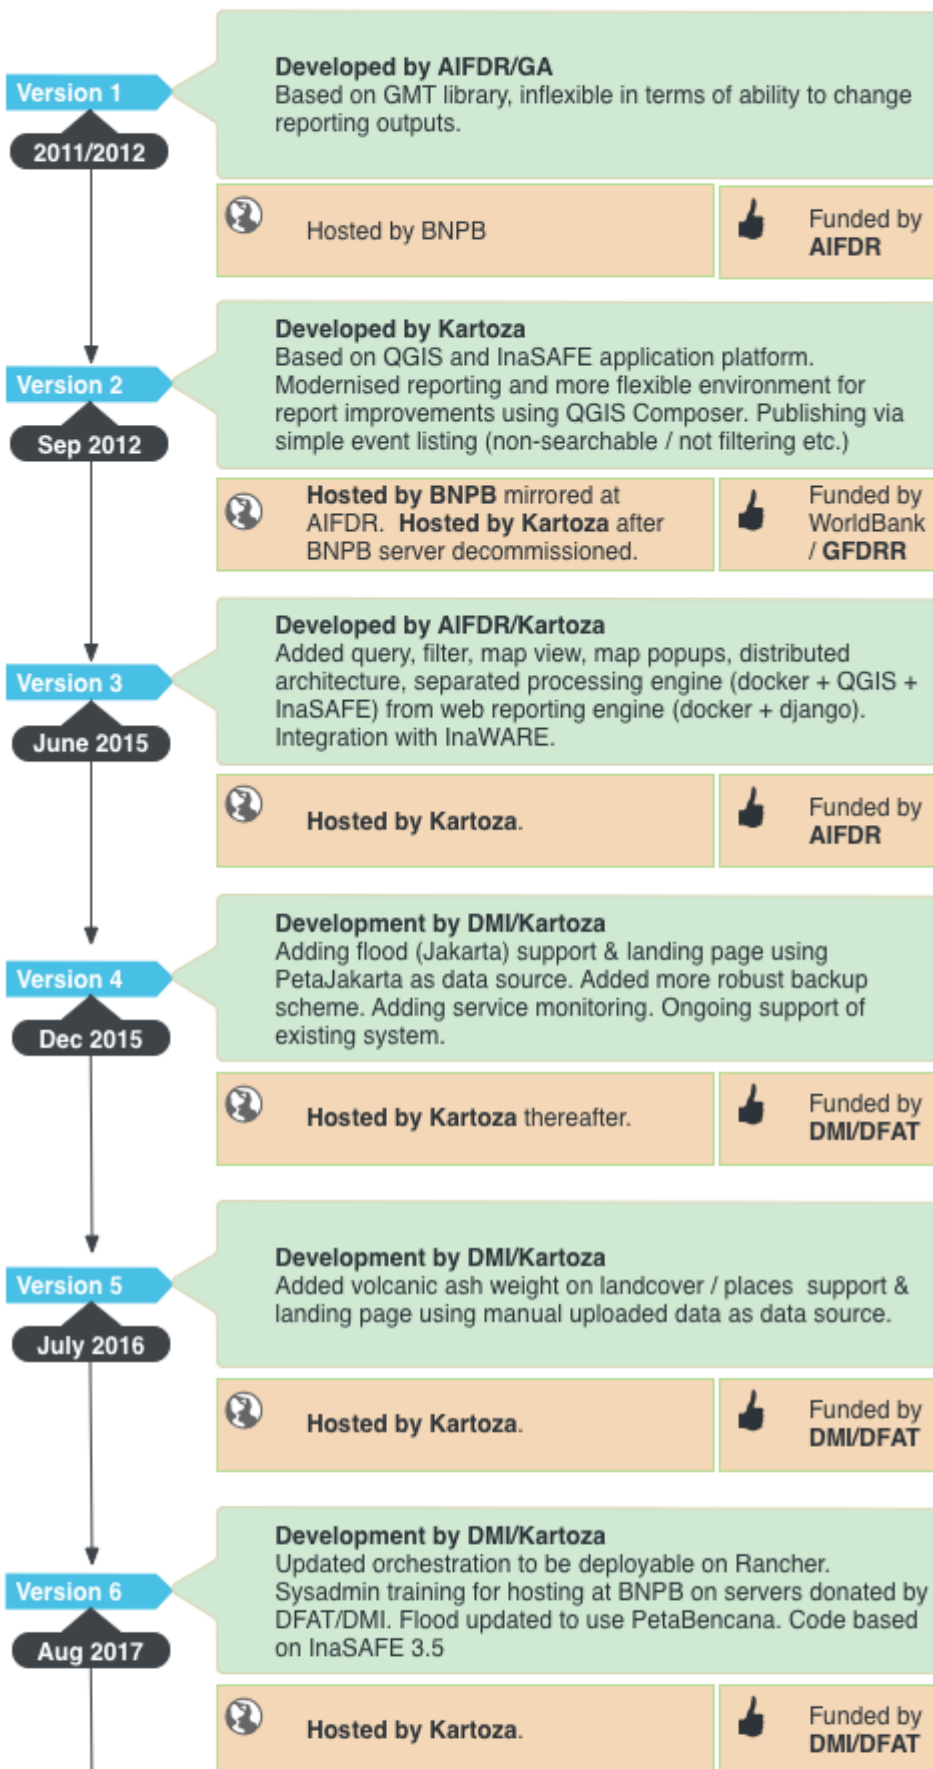 Developed by AIFDR/GA
Based on GMT library, inflexible in terms of ability to change
reporting outputs.
Version 1
2011/2012
Hosted by BNPB
Funded by
AIFDR
Developed by Kartoza
Based on QGIS and InaSAFE application platform.
Modernised reporting and more flexible environment for
report improvements using QGIS Composer. Publishing via
simple event listing (non-searchable / not filtering etc.)
Version 2
Sep 2012
Hosted by BNPB mirrored at
AIFDR. Hosted by Kartoza after
BNPB server decommissioned.
Funded by
WorldBank
/ GFDRR
Developed by AIFDR/Kartoza
Added query, filter, map view, map popups, distributed
architecture, separated processing engine (docker + QGIS +
InaSAFE) from web reporting engine (docker + django).
Integration with InaWARE.
Version 3
June 2015
Hosted by Kartoza.
Funded by
AIFDR
Development by DMI/Kartoza
Adding flood (Jakarta) support & landing page using
PetaJakarta as data source. Added more robust backup
scheme. Adding service monitoring. Ongoing support of
existing system.
Version 4
Dec 2015
Hosted by Kartoza thereafter.
Funded by
DMI/DFAT
Development by DMI/Kartoza
Added volcanic ash weight on landcover / places support &
landing page using manual uploaded data as data source.
Version 5
July 2016
Hosted by Kartoza.
Funded by
DMI/DFAT
Development by DMI/Kartoza
Updated orchestration to be deployable on Rancher.
Sysadmin training for hosting at BNPB on servers donated by
DFAT/DMI. Flood updated to use PetaBencana. Code based
on InaSAFE 3.5
Version 6
Aug 2017
Hosted by Kartoza.
Funded by
DMI/DFAT